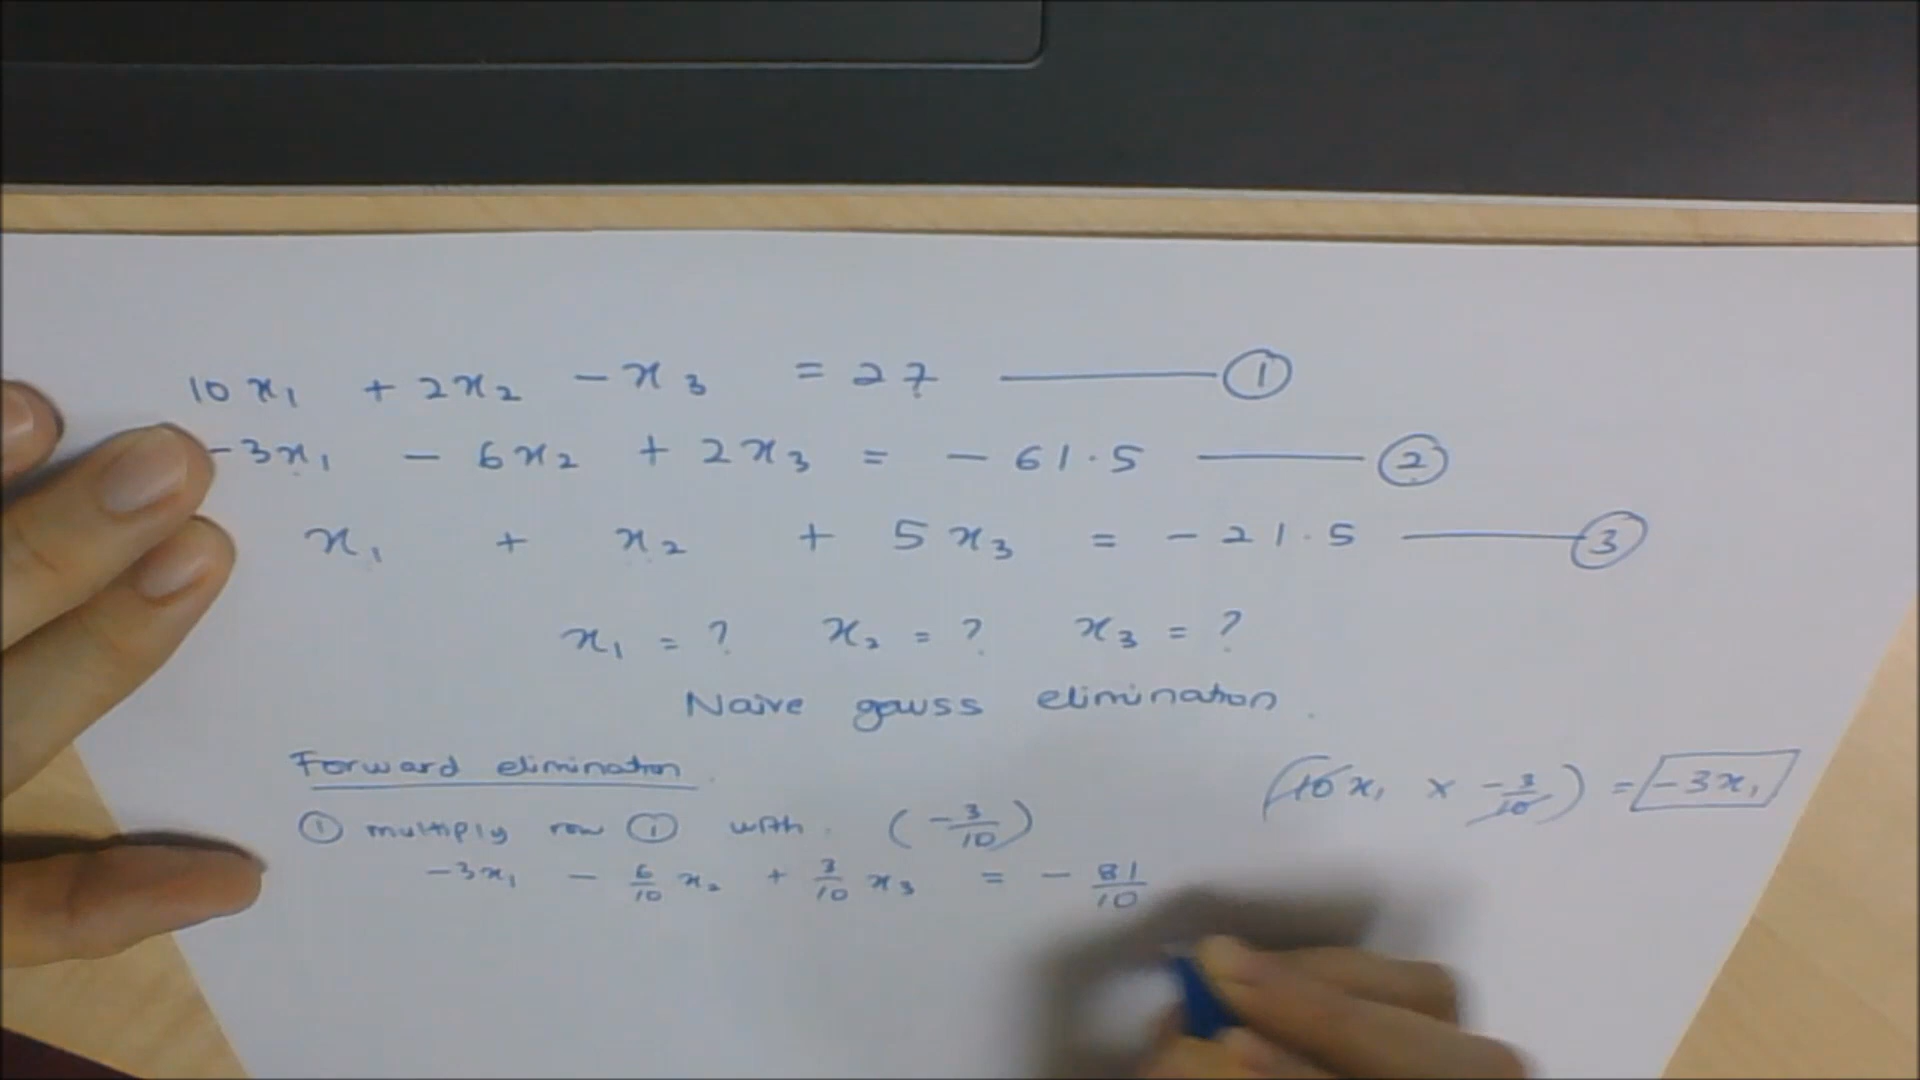 10x₁ + 2x₂ - x₃ = 27 ——— ①
-3x₁ - 6x₂ + 2x₃ = -61.5 ——— ②
x₁ + x₂ + 5x₃ = -21.5 ——— ③
x₁ = ? x₂ = ? x₃ = ?
Naive gauss elimination.
Forward elimination.
(10x₁ × -3/10) = -3x₁
① multiply row ① with. (-3/10)
-3x₁ - 6/10 x₂ + 3/10 x₃ = - 81/10